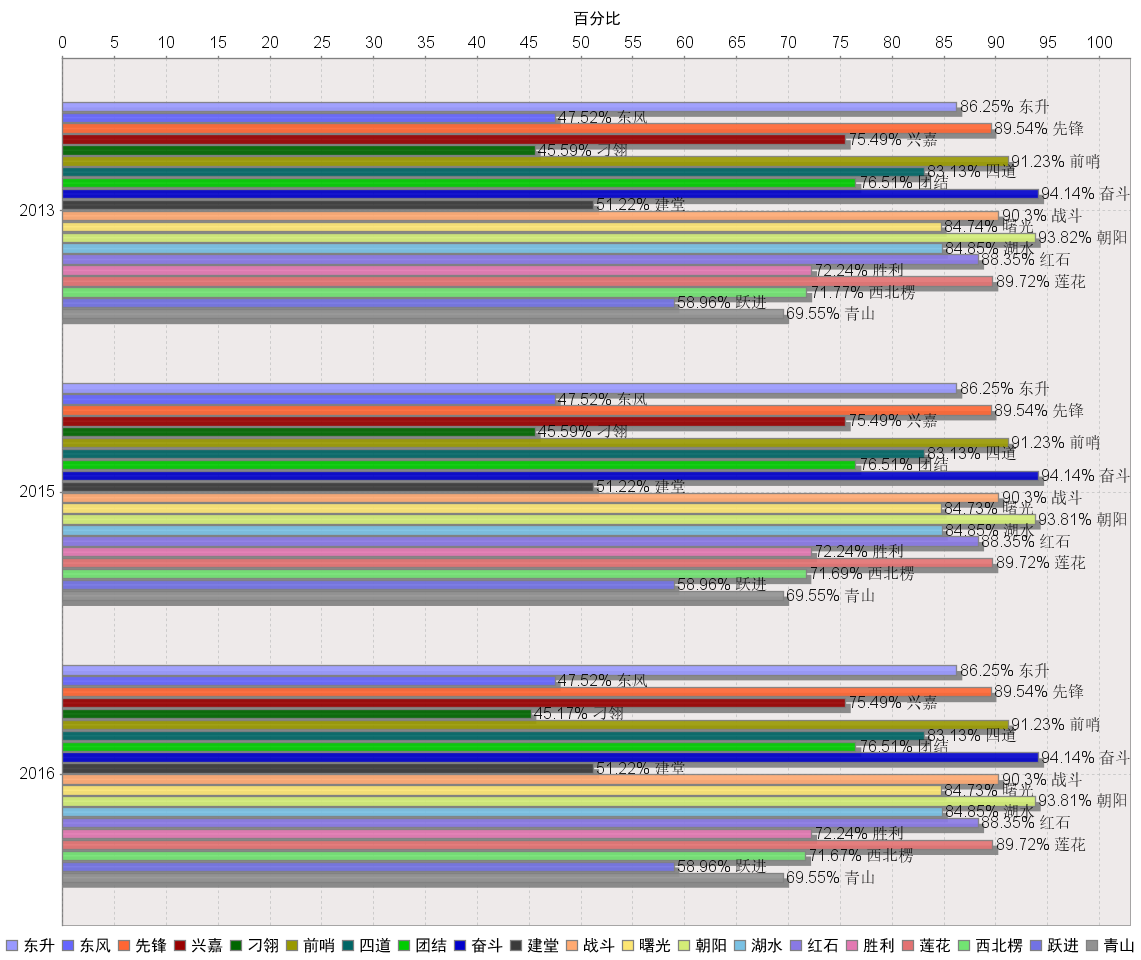 百分比
0 5 10 15 20 25 30 35 40 45 50 55 60 65 70 75 80 85 90 95 100
86.25% 东升
47.52% 东风
89.54% 先锋
75.49% 兴嘉
45.59% 刁翎
91.23% 前哨
83.13% 四道
76.51% 团结
94.14% 奋斗
51.22% 建堂
2013
90.3% 战斗
84.74% 曙光
93.82% 朝阳
84.85% 湖水
88.35% 红石
72.24% 胜利
89.72% 莲花
71.77% 西北楞
58.96% 跃进
69.55% 青山
86.25% 东升
47.52% 东风
89.54% 先锋
75.49% 兴嘉
45.59% 刁翎
91.23% 前哨
83.13% 四道
76.51% 团结
94.14% 奋斗
51.22% 建堂
2015
90.3% 战斗
84.73% 曙光
93.81% 朝阳
84.85% 湖水
88.35% 红石
72.24% 胜利
89.72% 莲花
71.69% 西北楞
58.96% 跃进
69.55% 青山
86.25% 东升
47.52% 东风
89.54% 先锋
75.49% 兴嘉
45.17% 刁翎
91.23% 前哨
83.13% 四道
76.51% 团结
94.14% 奋斗
51.22% 建堂
2016
90.3% 战斗
84.73% 曙光
93.81% 朝阳
84.85% 湖水
88.35% 红石
72.24% 胜利
89.72% 莲花
71.67% 西北楞
58.96% 跃进
69.55% 青山
东升 东风 先锋 兴嘉 刁翎 前哨 四道 团结 奋斗 建堂 战斗 曙光 朝阳 湖水 红石 胜利 莲花 西北楞 跃进 青山